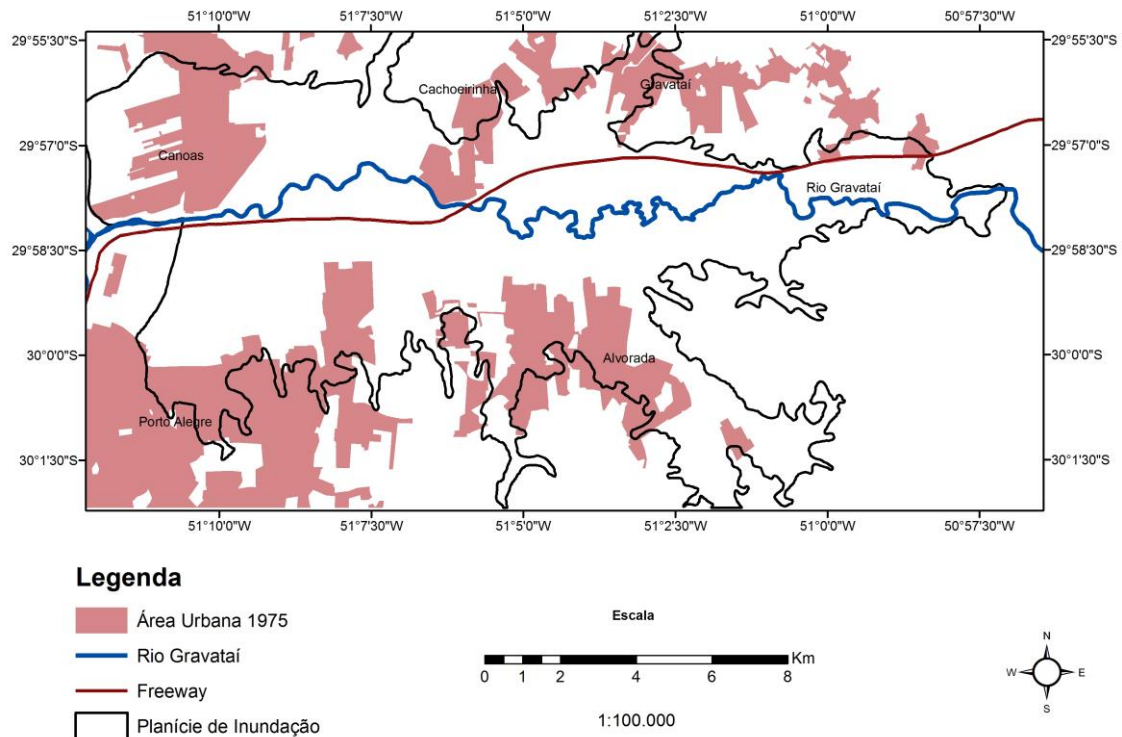 51°10'0"W 51°7'30"W 51°5'0"W 51°2'30"W 51°0'0"W 50°57'30"W
29°55'30"S 29°55'30"S
Cachoeirinha Gravataí
29°57'0"S 29°57'0"S
Canoas
Rio Gravataí
29°58'30"S 29°58'30"S
30°0'0"S 30°0'0"S
Alvorada
Porto Alegre
30°1'30"S 30°1'30"S
51°10'0"W 51°7'30"W 51°5'0"W 51°2'30"W 51°0'0"W 50°57'30"W
Legenda
Área Urbana 1975
Rio Gravataí
Freeway
Planície de Inundação
Escala
Km
0 1 2 4 6 8
1:100.000
N
W E
S